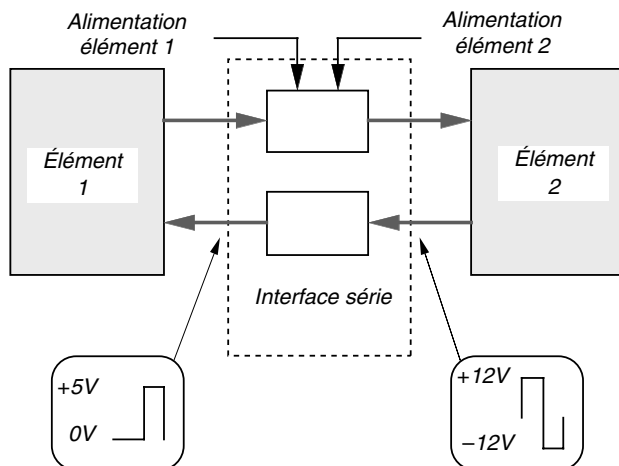 Alimentation
élément 1
Alimentation
élément 2
Élément
1
Élément
2
Interface série
+5V
0V
+12V
−12V